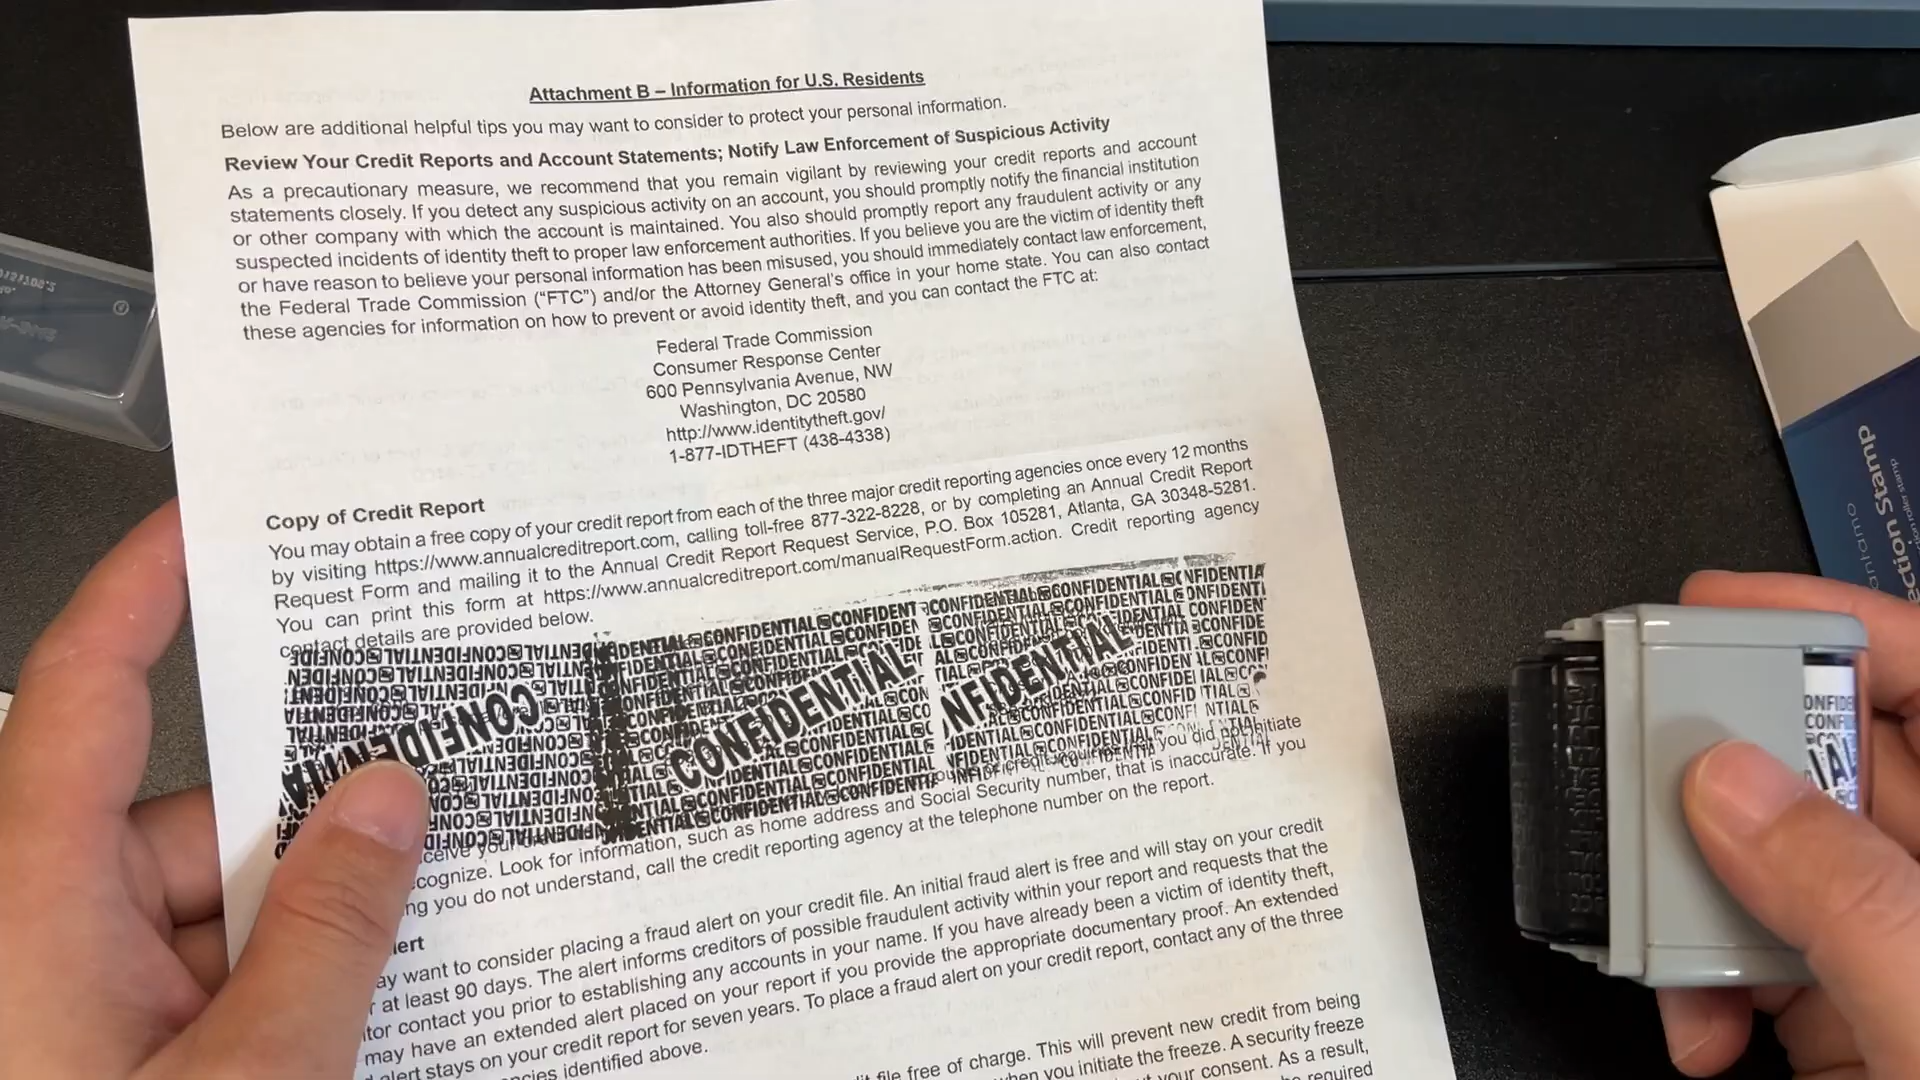 Attachment B – Information for U.S. Residents
Below are additional helpful tips you may want to consider to protect your personal information.
Review Your Credit Reports and Account Statements; Notify Law Enforcement of Suspicious Activity
As a precautionary measure, we recommend that you remain vigilant by reviewing your credit reports and account
statements closely. If you detect any suspicious activity on an account, you should promptly notify the financial institution
or other company with which the account is maintained. You also should promptly report any fraudulent activity or any
suspected incidents of identity theft to proper law enforcement authorities. If you believe you are the victim of identity theft
or have reason to believe your personal information has been misused, you should immediately contact law enforcement,
the Federal Trade Commission (“FTC”) and/or the Attorney General’s office in your home state. You can also contact
these agencies for information on how to prevent or avoid identity theft, and you can contact the FTC at:
Federal Trade Commission
Consumer Response Center
600 Pennsylvania Avenue, NW
Washington, DC 20580
http://www.identitytheft.gov/
1-877-IDTHEFT (438-4338)
Copy of Credit Report
You may obtain a free copy of your credit report from each of the three major credit reporting agencies once every 12 months
by visiting https://www.annualcreditreport.com, calling toll-free 877-322-8228, or by completing an Annual Credit Report
Request Form and mailing it to the Annual Credit Report Request Service, P.O. Box 105281, Atlanta, GA 30348-5281.
You can print this form at https://www.annualcreditreport.com/manualRequestForm.action. Credit reporting agency
contact details are provided below.
CONFIDENTIAL CONFIDENTIAL NFIDENTIAL
you did not initiate
Look for information, such as home address and Social Security number, that is inaccurate. If you
ng you do not understand, call the credit reporting agency at the telephone number on the report.
lert
ay want to consider placing a fraud alert on your credit file. An initial fraud alert is free and will stay on your credit
r at least 90 days. The alert informs creditors of possible fraudulent activity within your report and requests that the
itor contact you prior to establishing any accounts in your name. If you have already been a victim of identity theft,
may have an extended alert placed on your report if you provide the appropriate documentary proof. An extended
alert stays on your credit report for seven years. To place a fraud alert on your credit report, contact any of the three
ncies identified above.
dit file free of charge. This will prevent new credit from being
when you initiate the freeze. A security freeze
your consent. As a result,
be required
ection Stamp